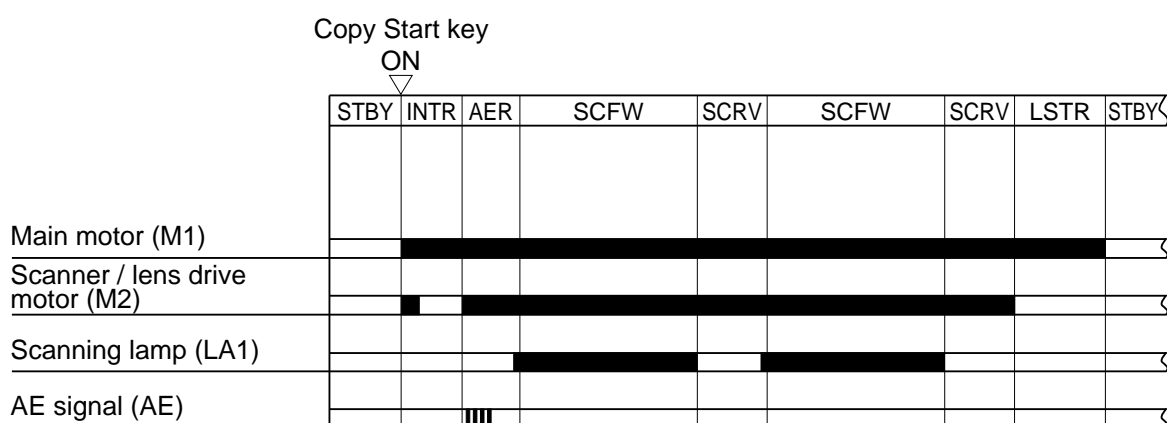 Copy Start key
ON
STBY INTR AER SCFW SCRV SCFW SCRV LSTR STBY
Main motor (M1)
Scanner / lens drive
motor (M2)
Scanning lamp (LA1)
AE signal (AE)